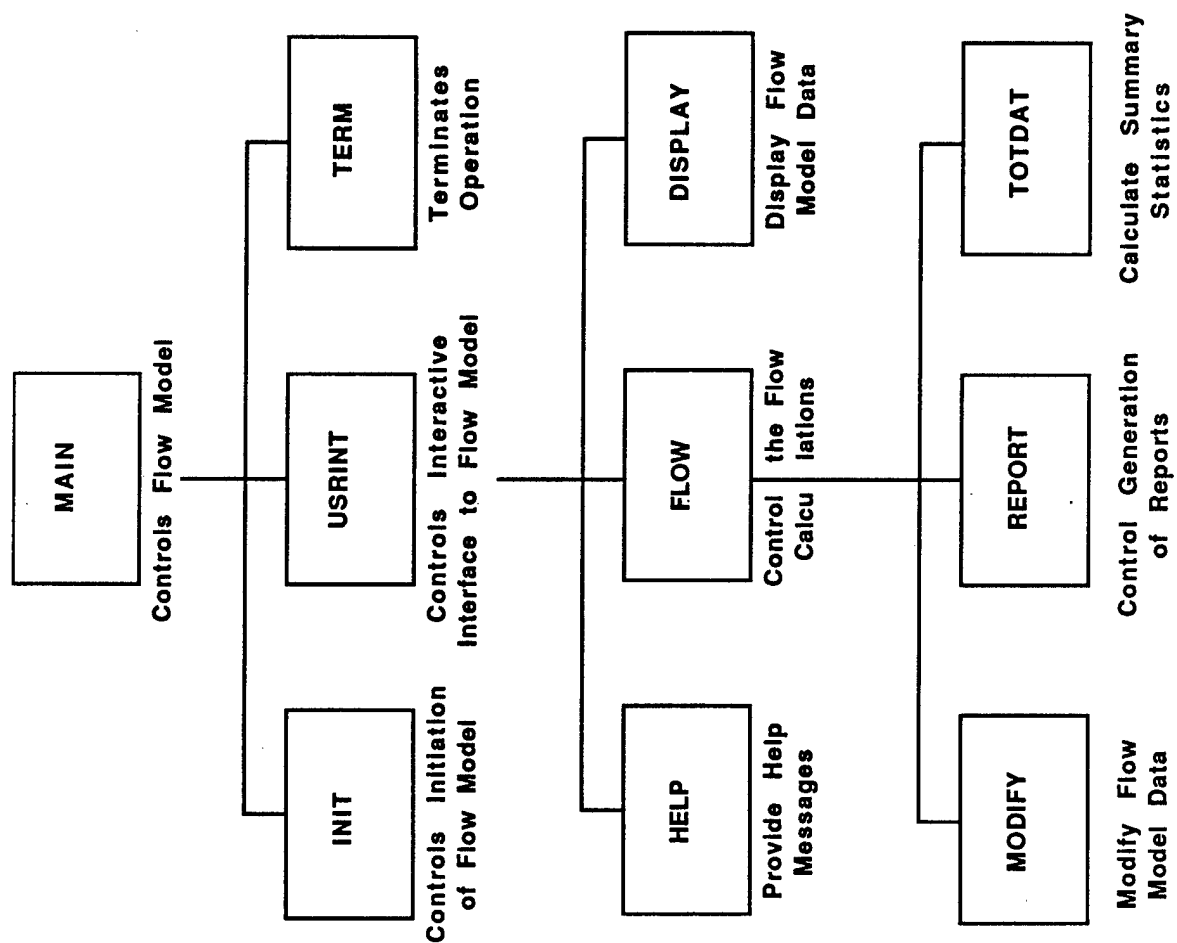 MAIN
Controls Flow Model
INIT
Controls Initiation
of Flow Model
USRINT
Controls Interactive
Interface to Flow Model
TERM
Terminates
Operation
HELP
Provide Help
Messages
FLOW
Control the Flow
Calcu lations
DISPLAY
Display Flow
Model Data
MODIFY
Modify Flow
Model Data
REPORT
Control Generation
of Reports
TOTDAT
Calculate Summary
Statistics